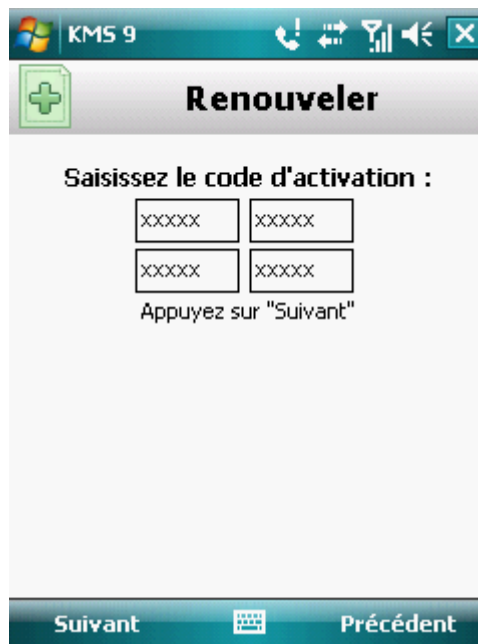 KMS 9
Renouveler
Saisissez le code d'activation :
xxxxx xxxxx
xxxxx xxxxx
Appuyez sur "Suivant"
Suivant Précédent